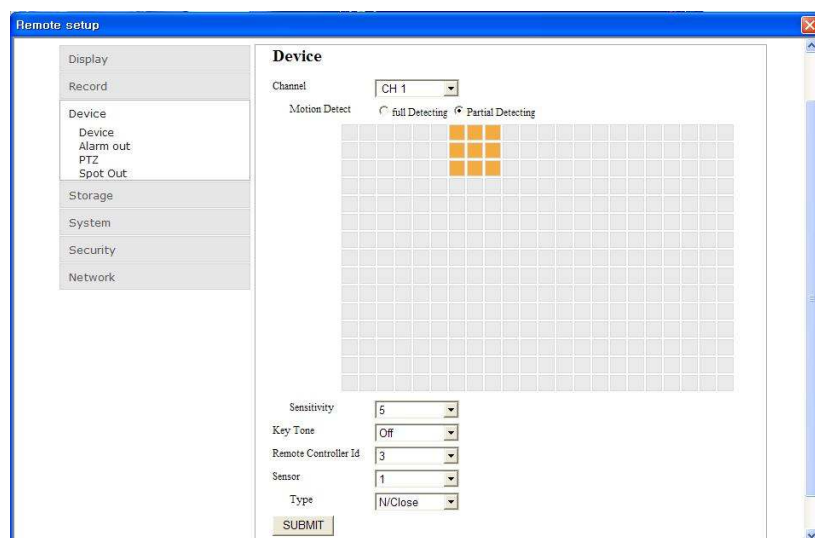 Remote setup
Display
Record
Device
Device
Alarm out
PTZ
Spot Out
Storage
System
Security
Network
Device
Channel CH 1
Motion Detect full Detecting Partial Detecting
Sensitivity 5
Key Tone Off
Remote Controller Id 3
Sensor 1
Type N/Close
SUBMIT